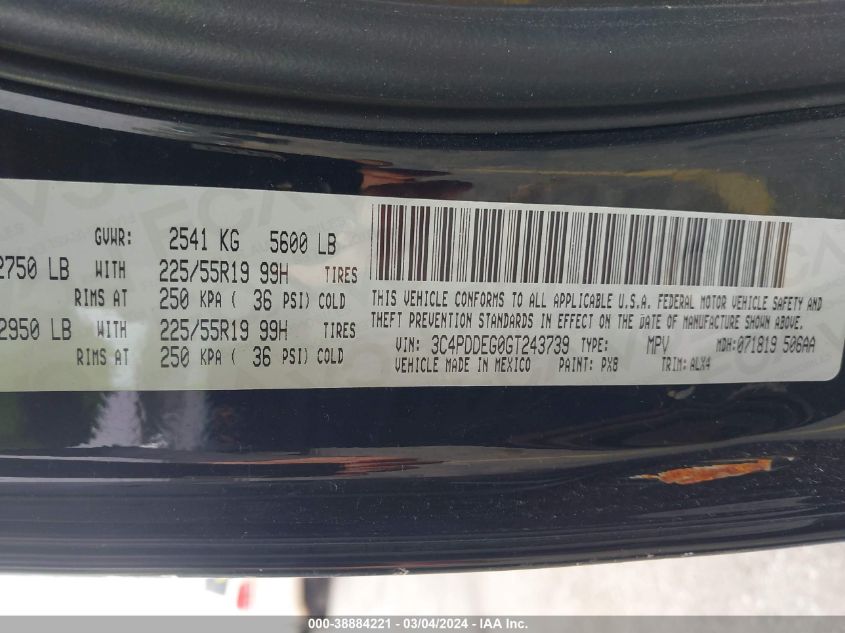 GVWR: 2541 KG 5600 LB
2750 LB WITH 225/55R19 99H TIRES
RIMS AT 250 KPA ( 36 PSI) COLD
2950 LB WITH 225/55R19 99H TIRES
RIMS AT 250 KPA ( 36 PSI) COLD
THIS VEHICLE CONFORMS TO ALL APPLICABLE U.S.A. FEDERAL MOTOR VEHICLE SAFETY AND
THEFT PREVENTION STANDARDS IN EFFECT ON THE DATE OF MANUFACTURE SHOWN ABOVE.
VIN: 3C4PDDEG0GT243739 TYPE: MPV MDH: 071819 506AA
VEHICLE MADE IN MEXICO PAINT: PX8 TRIM: ALX4
000-38884221 - 03/04/2024 - IAA Inc.